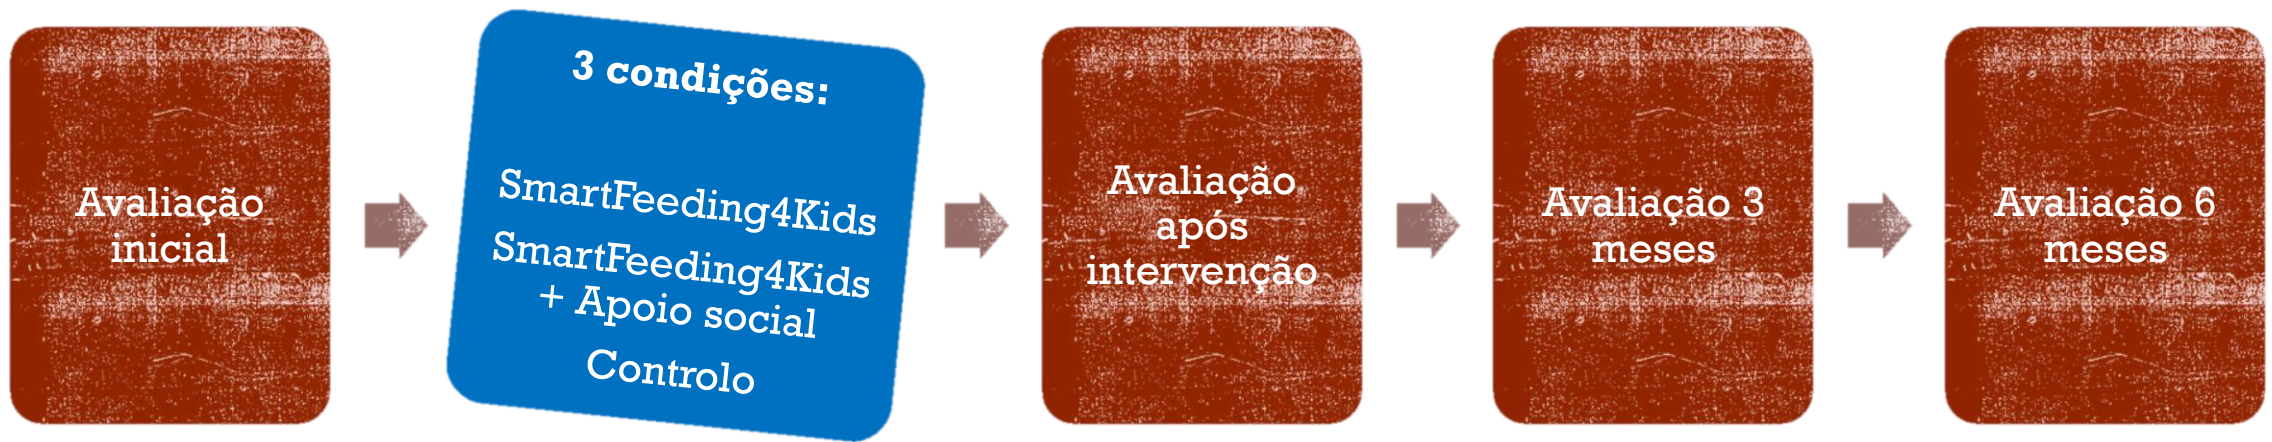 Avaliação
inicial
3 condições:
SmartFeeding4Kids
SmartFeeding4Kids
+ Apoio social
Controlo
Avaliação
após
intervenção
Avaliação 3
meses
Avaliação 6
meses